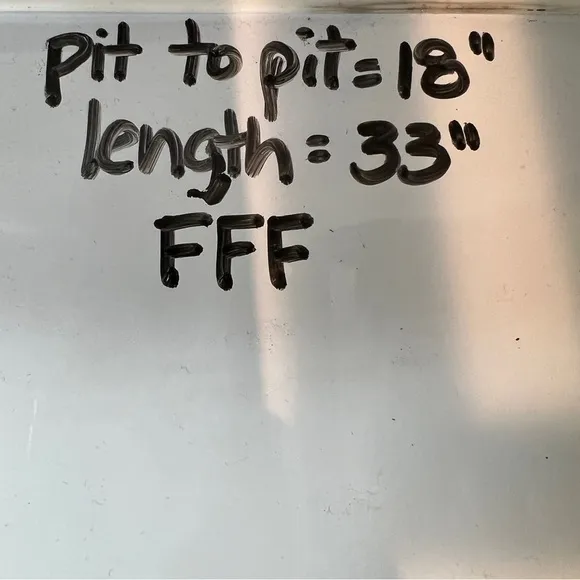 Pit to pit = 18"
length = 33"
FFF